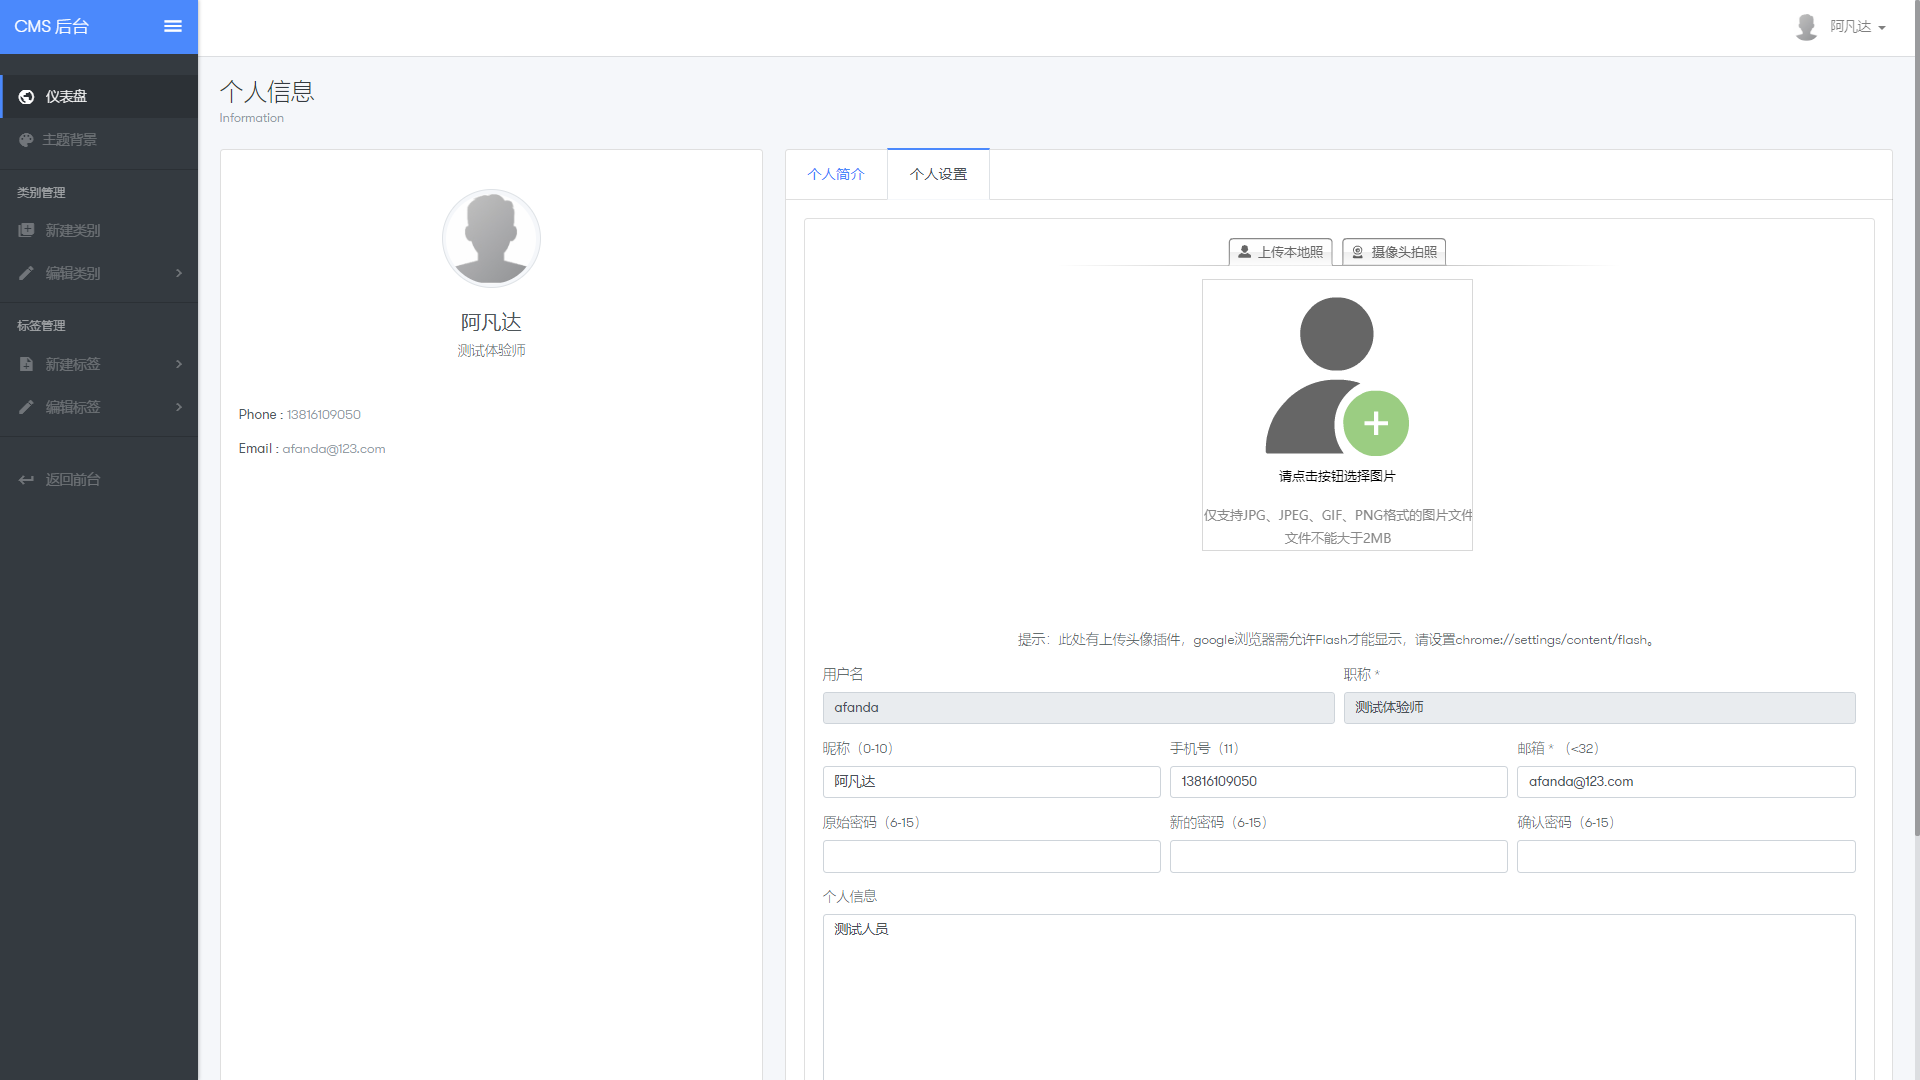 CMS 后台
阿凡达
仪表盘
主题背景
类别管理
新建类别
编辑类别
标签管理
新建标签
编辑标签
返回前台
个人信息
Information
阿凡达
测试体验师
Phone : 13816109050
Email : afanda@123.com
个人简介
个人设置
上传本地照
摄像头拍照
请点击按钮选择图片
仅支持JPG、JPEG、GIF、PNG格式的图片文件
文件不能大于2MB
提示：此处有上传头像插件，google浏览器需允许Flash才能显示，请设置chrome://settings/content/flash。
用户名
职称 *
afanda
测试体验师
昵称（0-10）
手机号（11）
邮箱 * （<32）
阿凡达
13816109050
afanda@123.com
原始密码（6-15）
新的密码（6-15）
确认密码（6-15）
个人信息
测试人员